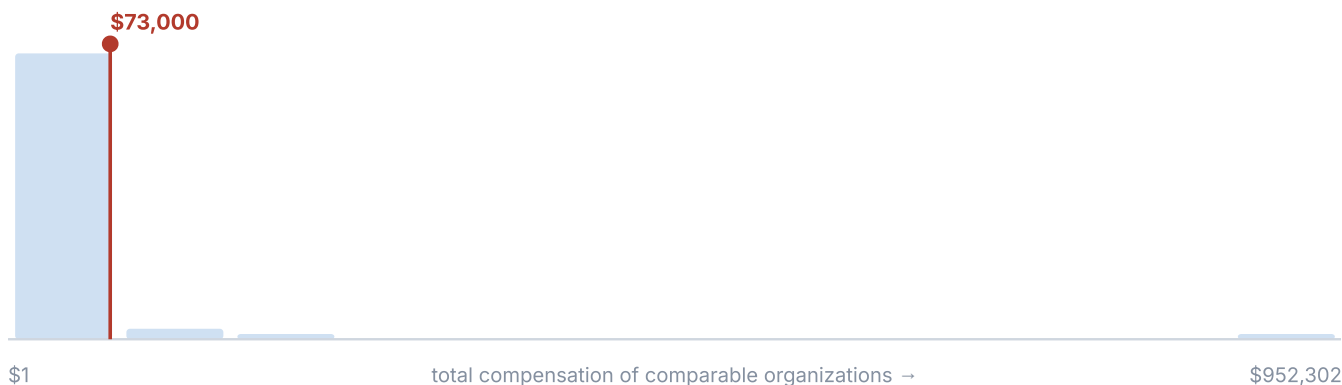 $73,000
$1 total compensation of comparable organizations → $952,302